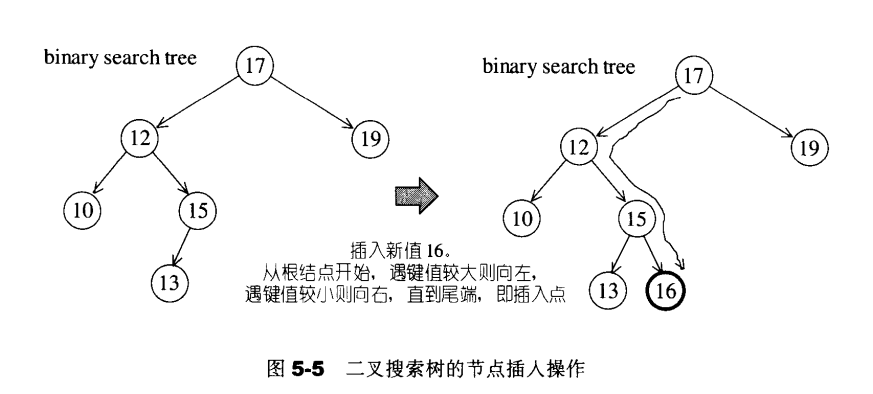 binary search tree
17
12
19
10
15
13
binary search tree
17
12
19
10
15
13
16
插入新值 16。
从根结点开始，遇键值较大则向左，
遇键值较小则向右，直到尾端，即插入点
图 5-5 二叉搜索树的节点插人操作